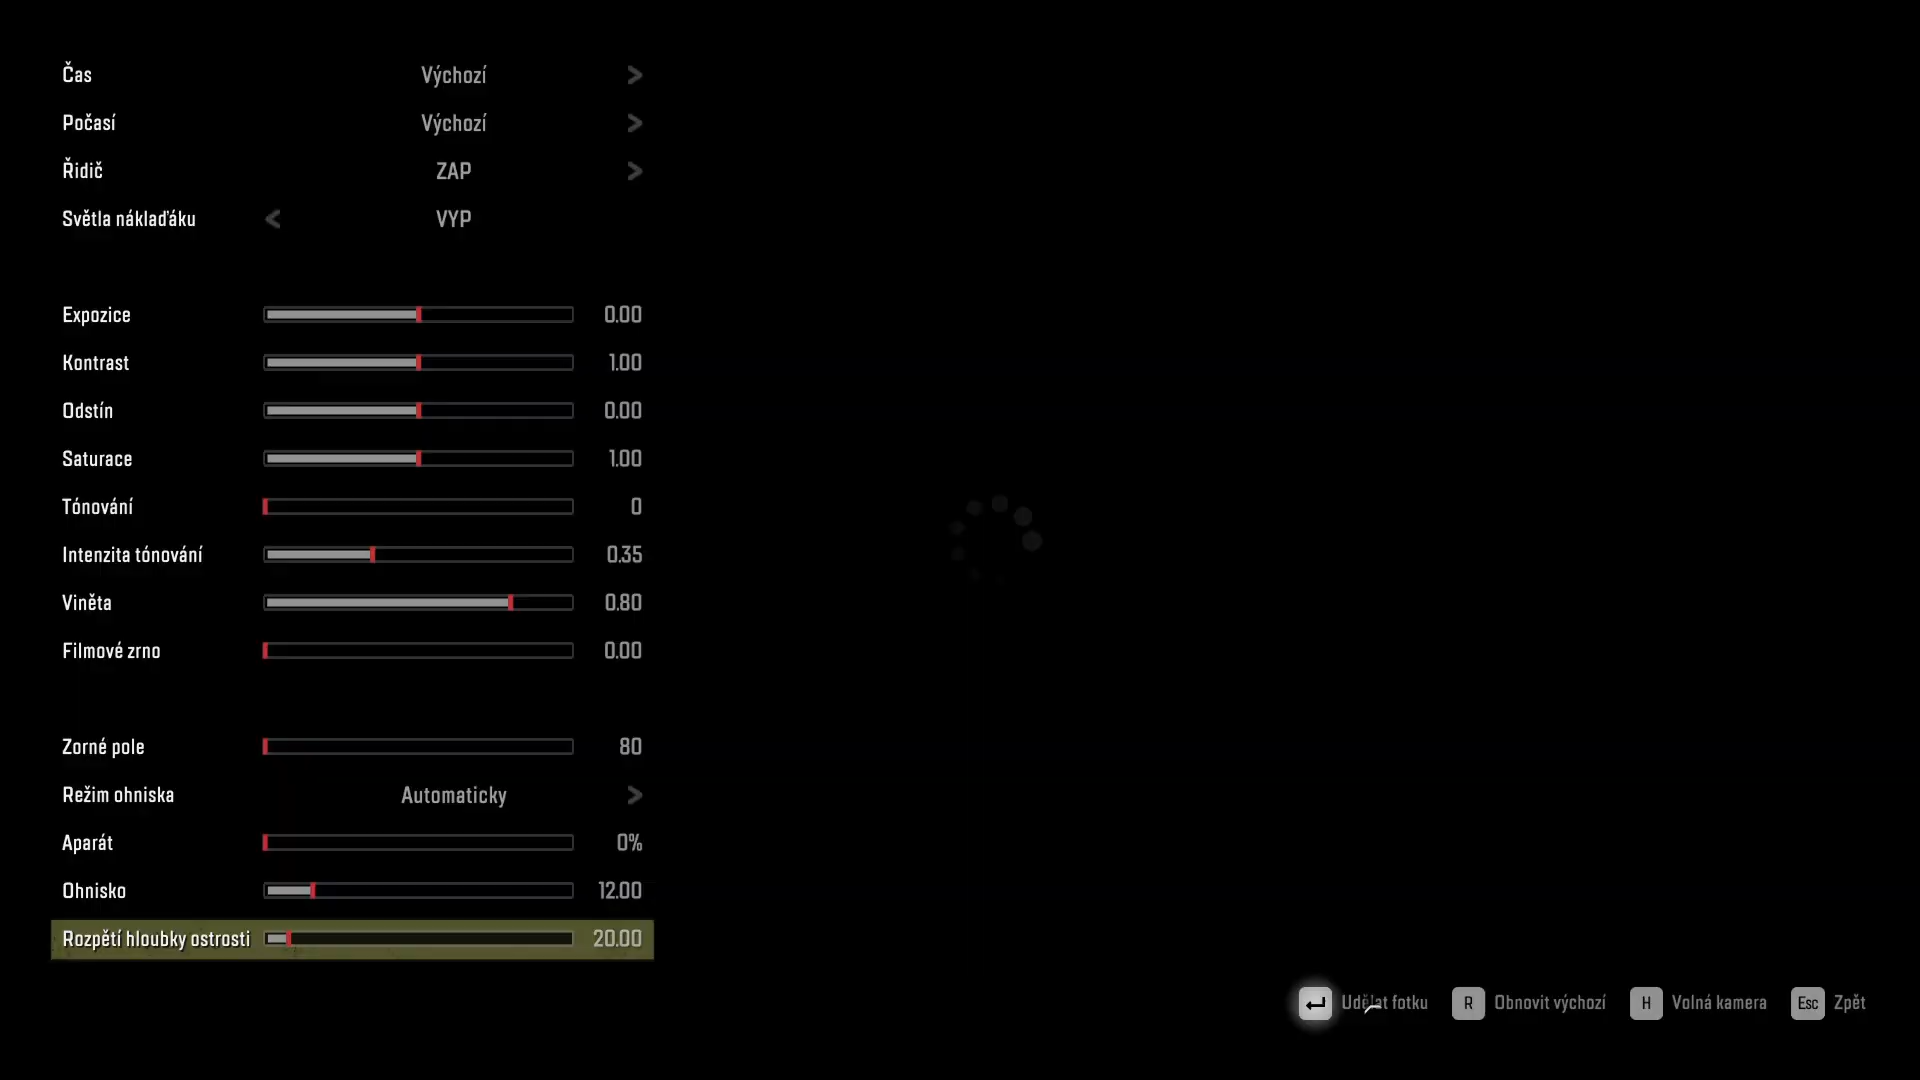 Čas Výchozí
Počasí Výchozí
Řidič ZAP
Světla náklaďáku VYP
Expozice 0.00
Kontrast 1.00
Odstín 0.00
Saturace 1.00
Tónování 0
Intenzita tónování 0.35
Viněta 0.80
Filmové zrno 0.00
Zorné pole 80
Režim ohniska Automaticky
Aparát 0%
Ohnisko 12.00
Rozpětí hloubky ostrosti 20.00
Udělat fotku R Obnovit výchozí H Volná kamera Esc Zpět